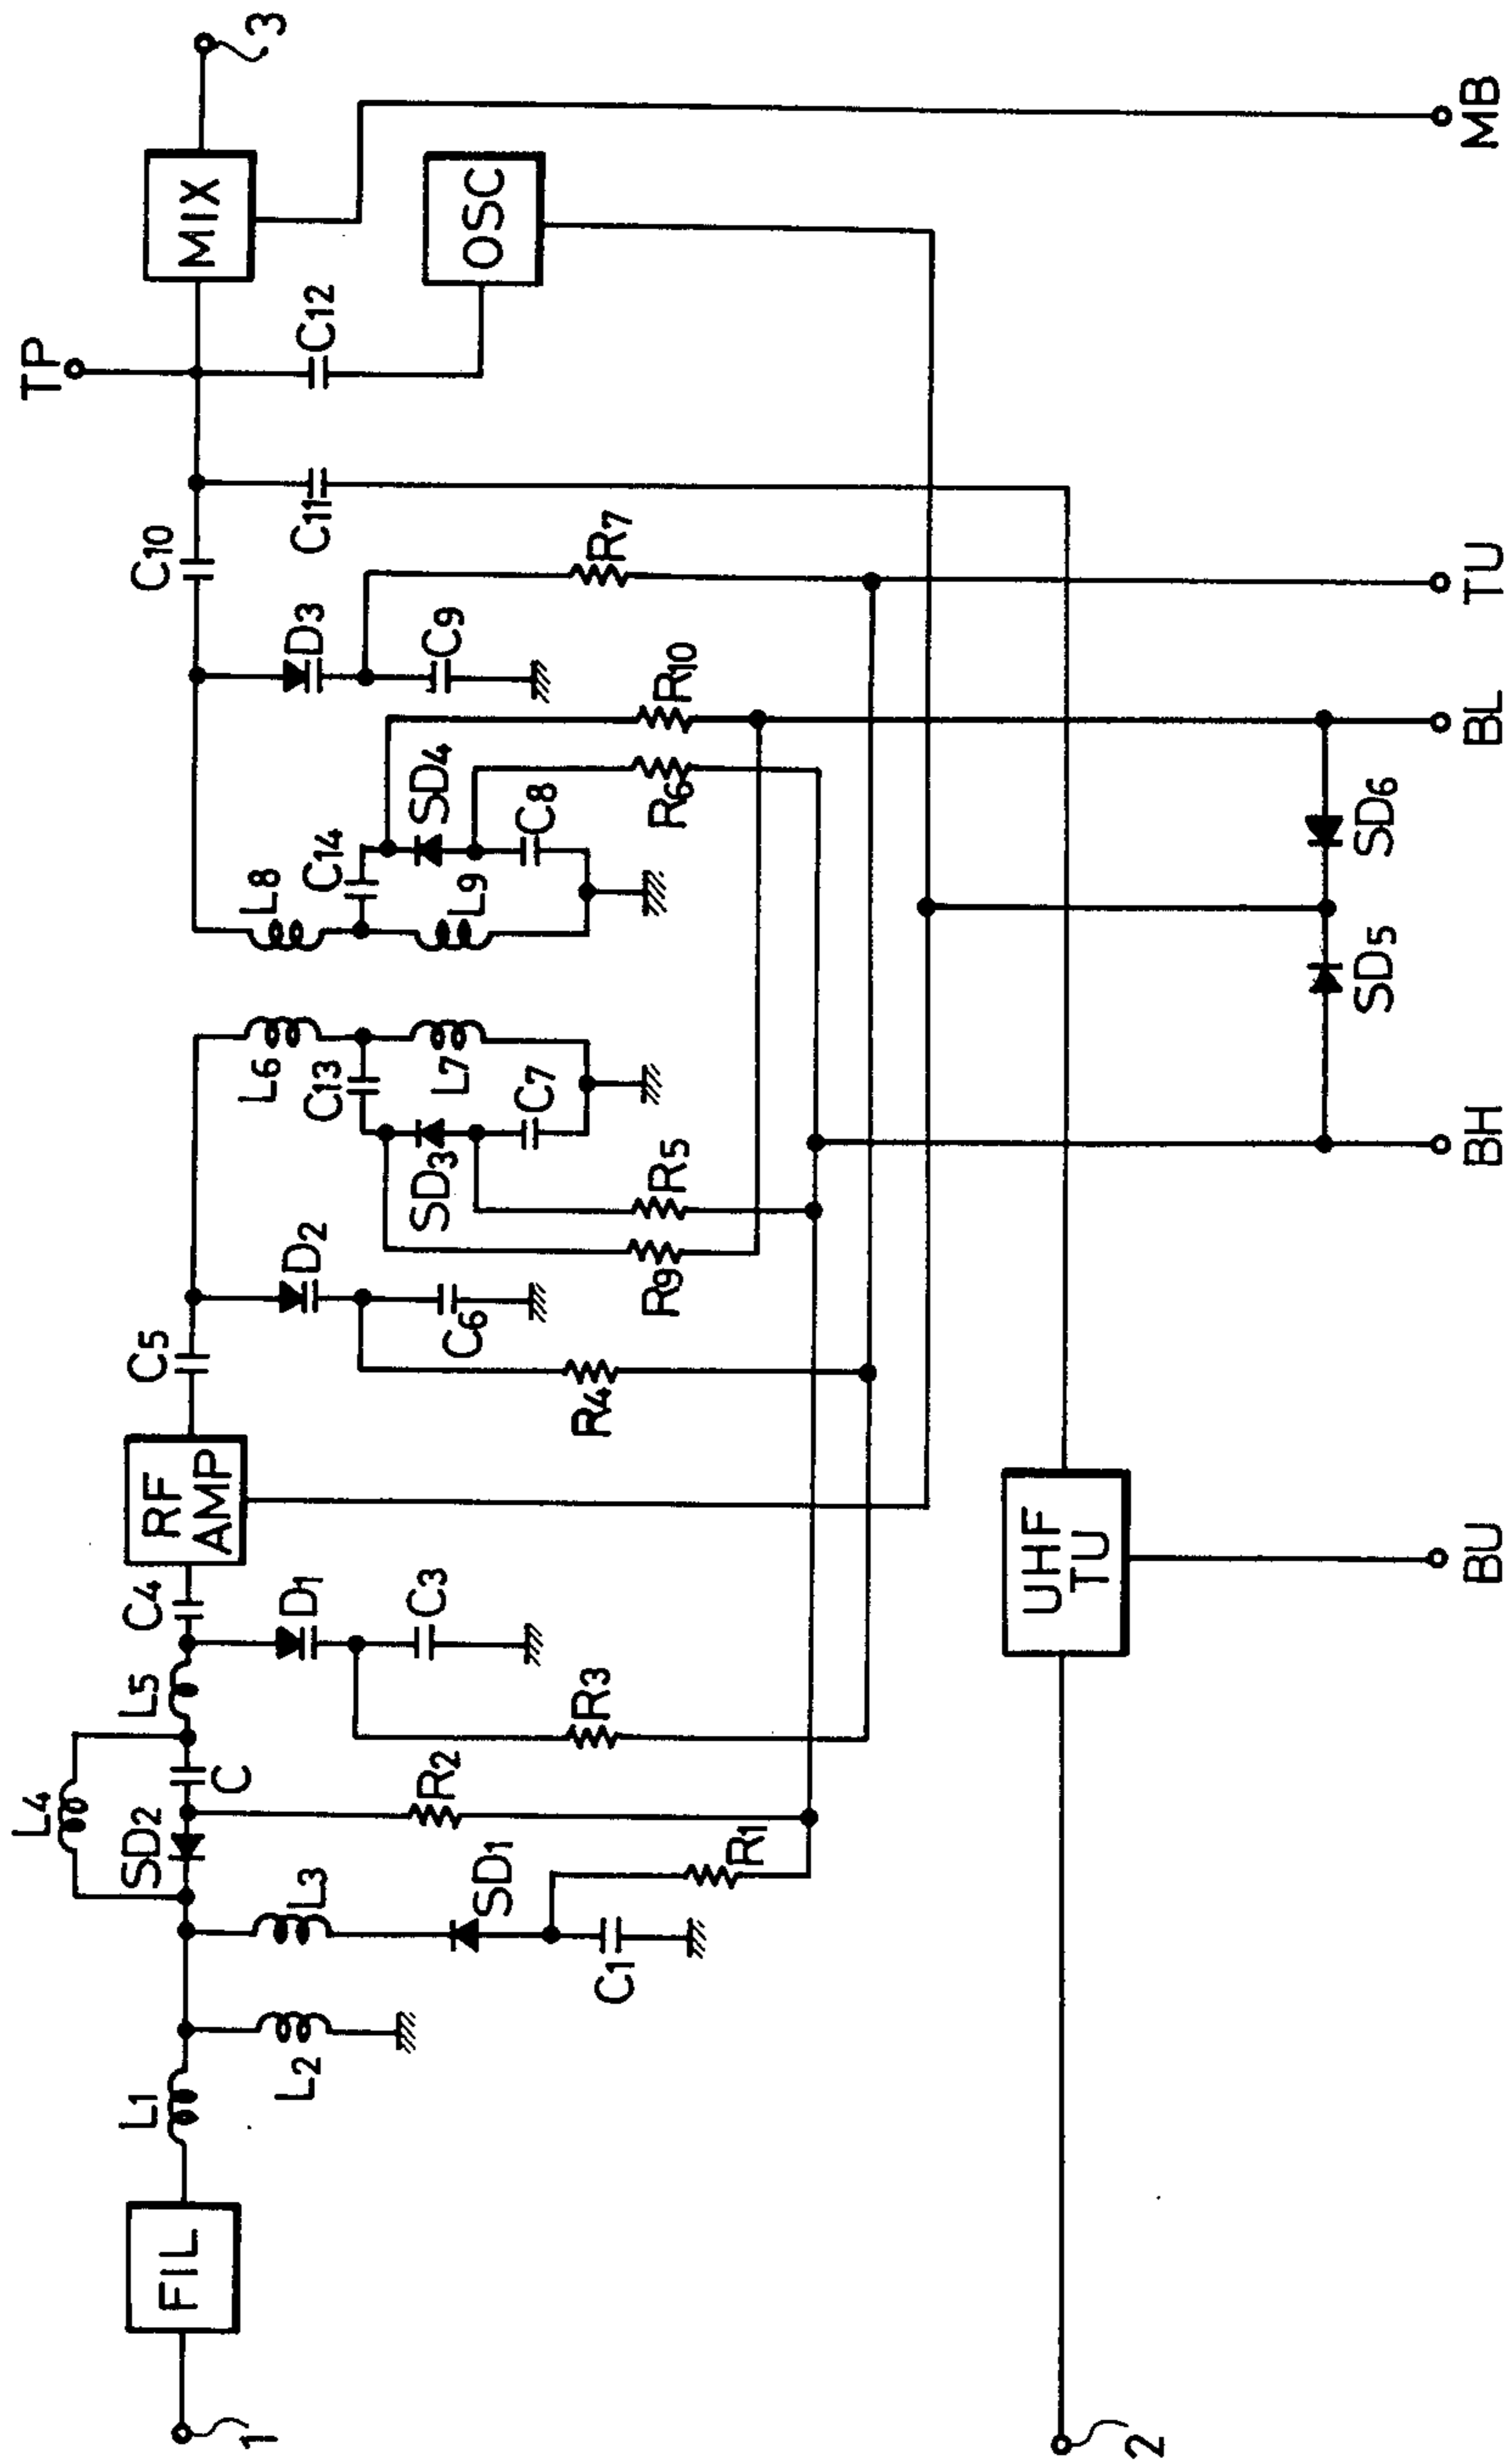 1
FIL
L1
L2
L3
SD1
C1
R1
L4
SD2
C
R2
L5
R3
D1
C3
C4
RF
AMP
C5
R4
D2
C6
R9
R5
SD3
C7
C13
L6
L7
L8
L9
C14
SD4
C8
R6
R10
D3
C9
R7
C10
C11
TP
C12
MIX
OSC
3
2
UHF
TU
SD5
SD6
BU
BH
BL
TU
MB